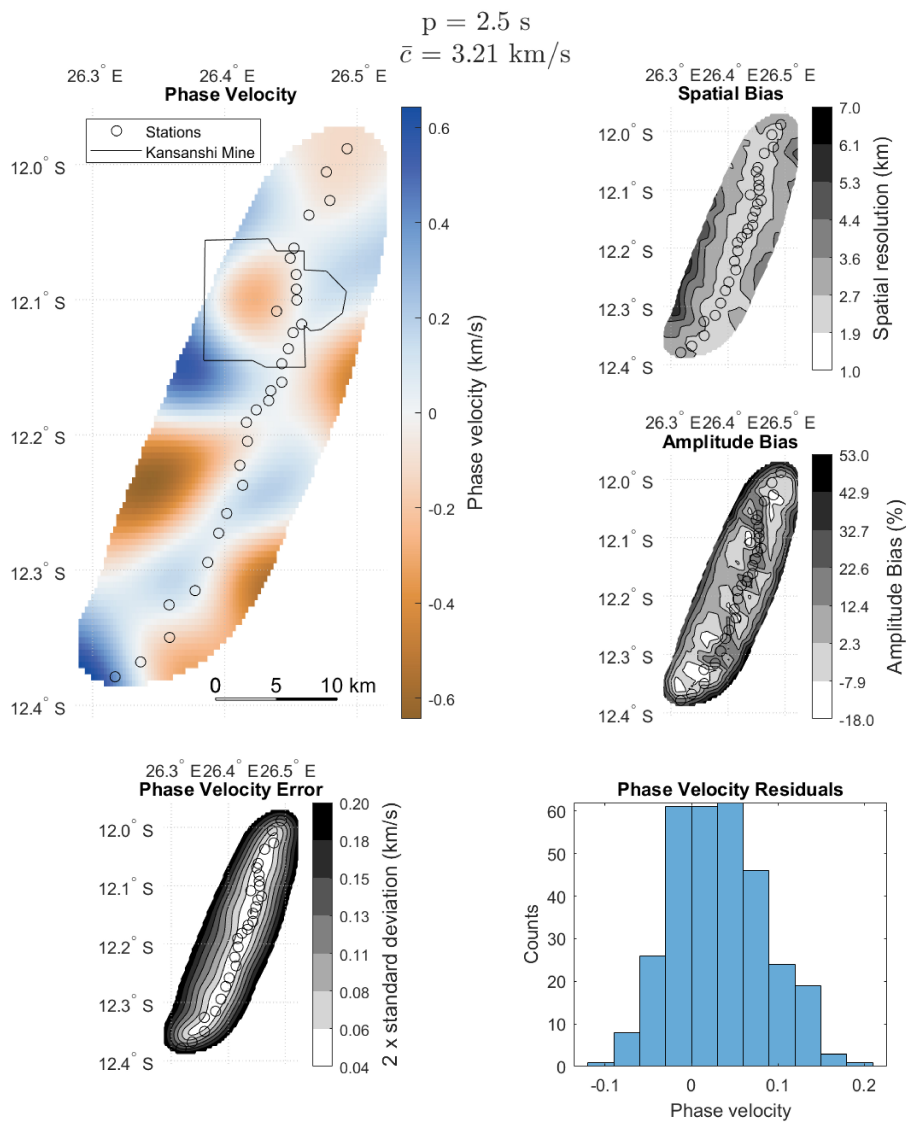 p = 2.5 s
c̄ = 3.21 km/s
26.3° E
26.4° E
26.5° E
Phase Velocity
Stations
Kansanshi Mine
12.0° S
12.1° S
12.2° S
12.3° S
12.4° S
0
5
10 km
0.6
0.4
0.2
0
-0.2
-0.4
-0.6
Phase velocity (km/s)
26.3° E 26.4° E 26.5° E
Spatial Bias
12.0° S
12.1° S
12.2° S
12.3° S
12.4° S
7.0
6.1
5.3
4.4
3.6
2.7
1.9
1.0
Spatial resolution (km)
26.3° E 26.4° E 26.5° E
Amplitude Bias
12.0° S
12.1° S
12.2° S
12.3° S
12.4° S
53.0
42.9
32.7
22.6
12.4
2.3
-7.9
-18.0
Amplitude Bias (%)
26.3° E 26.4° E 26.5° E
Phase Velocity Error
12.0° S
12.1° S
12.2° S
12.3° S
12.4° S
0.20
0.18
0.15
0.13
0.11
0.08
0.06
0.04
2 x standard deviation (km/s)
Phase Velocity Residuals
60
50
40
30
20
10
0
Counts
-0.1
0
0.1
0.2
Phase velocity